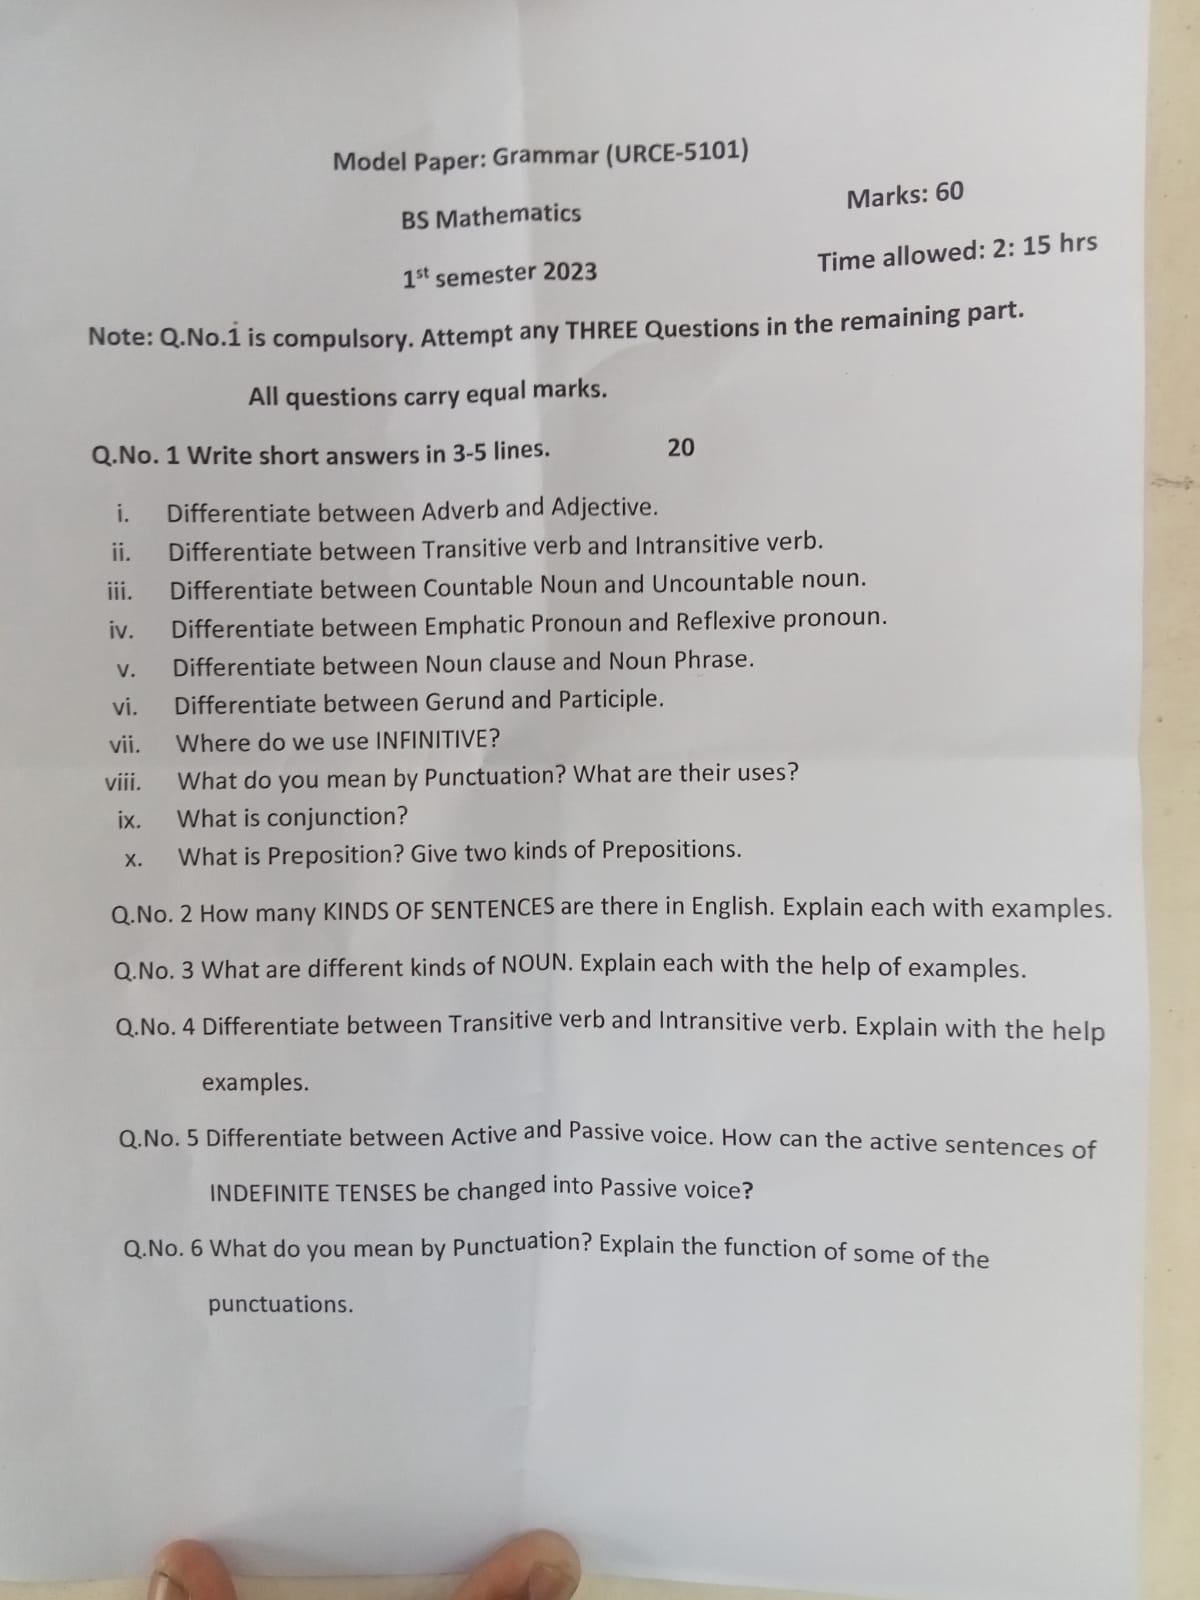 Model Paper: Grammar (URCE-5101)
BS Mathematics
Marks: 60
1st semester 2023
Time allowed: 2: 15 hrs
Note: Q.No.1 is compulsory. Attempt any THREE Questions in the remaining part.
All questions carry equal marks.
Q.No. 1 Write short answers in 3-5 lines. 20
i. Differentiate between Adverb and Adjective.
ii. Differentiate between Transitive verb and Intransitive verb.
iii. Differentiate between Countable Noun and Uncountable noun.
iv. Differentiate between Emphatic Pronoun and Reflexive pronoun.
v. Differentiate between Noun clause and Noun Phrase.
vi. Differentiate between Gerund and Participle.
vii. Where do we use INFINITIVE?
viii. What do you mean by Punctuation? What are their uses?
ix. What is conjunction?
x. What is Preposition? Give two kinds of Prepositions.
Q.No. 2 How many KINDS OF SENTENCES are there in English. Explain each with examples.
Q.No. 3 What are different kinds of NOUN. Explain each with the help of examples.
Q.No. 4 Differentiate between Transitive verb and Intransitive verb. Explain with the help
examples.
Q.No. 5 Differentiate between Active and Passive voice. How can the active sentences of
INDEFINITE TENSES be changed into Passive voice?
Q.No. 6 What do you mean by Punctuation? Explain the function of some of the
punctuations.